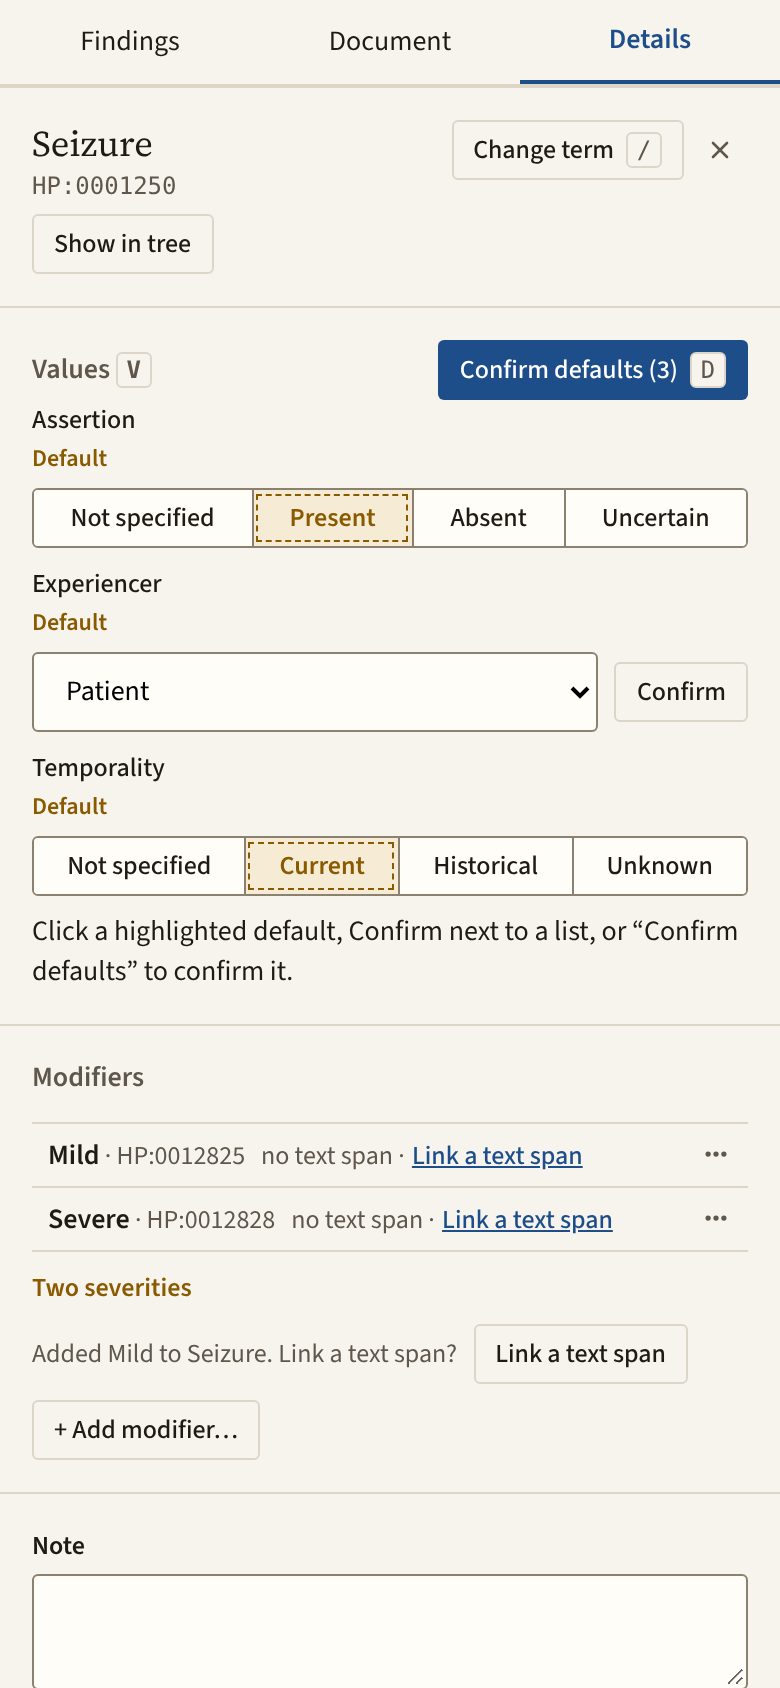 Findings Document Details
Seizure
Change term /
HP:0001250
Show in tree
Values V
Confirm defaults (3) D
Assertion
Default
Not specified Present Absent Uncertain
Experiencer
Default
Patient Confirm
Temporality
Default
Not specified Current Historical Unknown
Click a highlighted default, Confirm next to a list, or “Confirm
defaults” to confirm it.
Modifiers
Mild · HP:0012825 no text span · Link a text span
Severe · HP:0012828 no text span · Link a text span
Two severities
Added Mild to Seizure. Link a text span? Link a text span
+ Add modifier…
Note